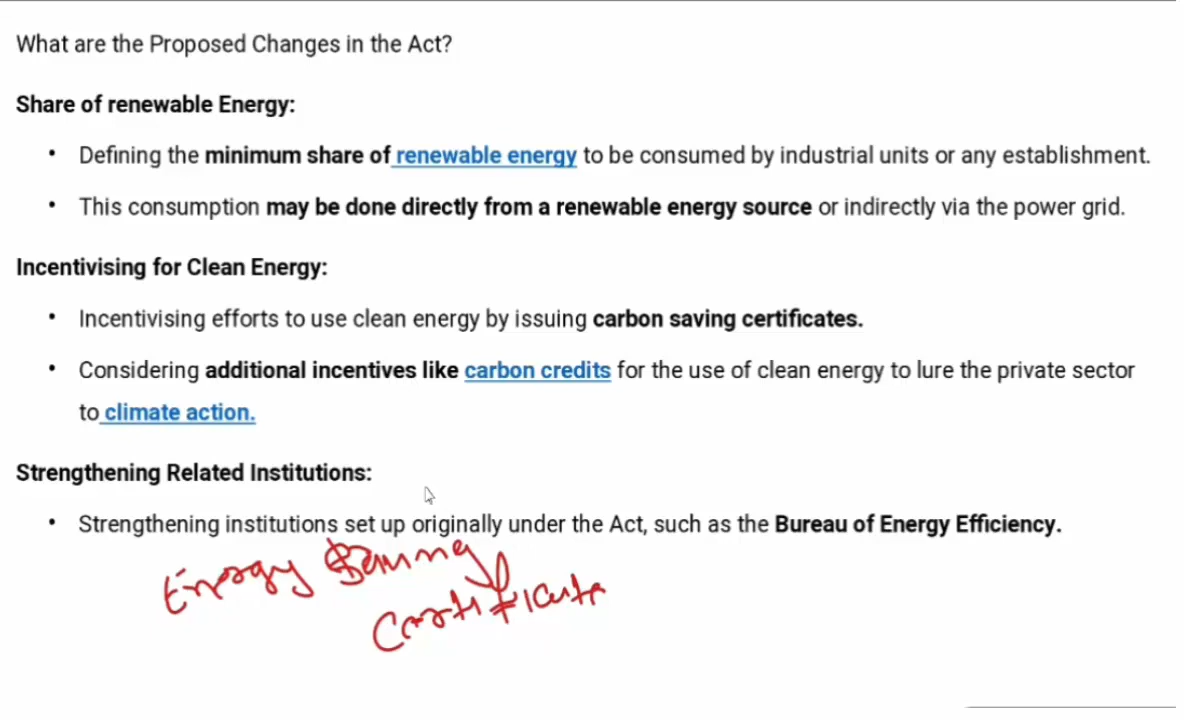 What are the Proposed Changes in the Act?
Share of renewable Energy:
• Defining the minimum share of renewable energy to be consumed by industrial units or any establishment.
• This consumption may be done directly from a renewable energy source or indirectly via the power grid.
Incentivising for Clean Energy:
• Incentivising efforts to use clean energy by issuing carbon saving certificates.
• Considering additional incentives like carbon credits for the use of clean energy to lure the private sector
to climate action.
Strengthening Related Institutions:
• Strengthening institutions set up originally under the Act, such as the Bureau of Energy Efficiency.
Energy Saving
Certificate